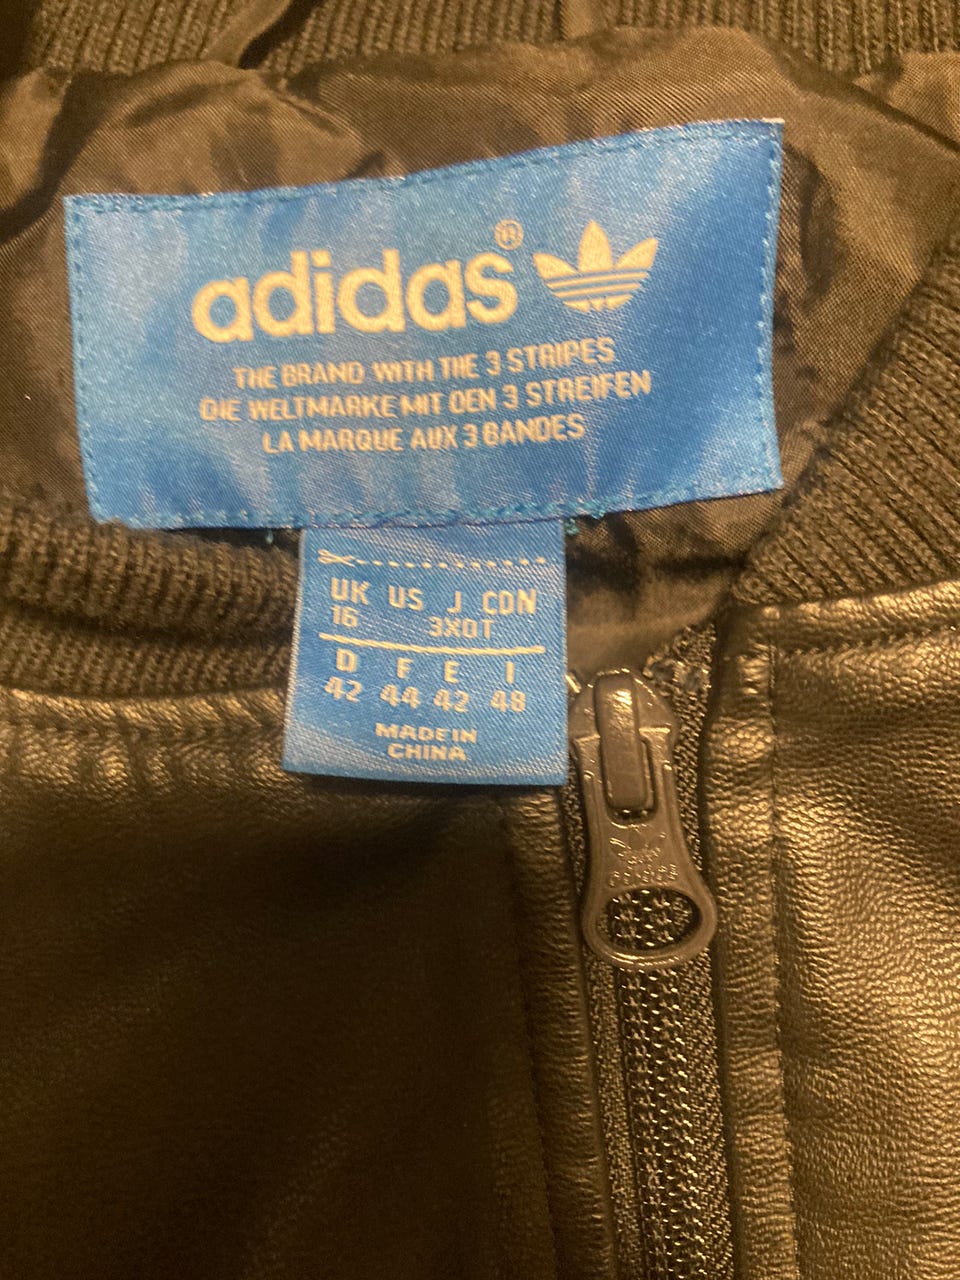 adidas®
THE BRAND WITH THE 3 STRIPES
DIE WELTMARKE MIT DEN 3 STREIFEN
LA MARQUE AUX 3 BANDES
UK US J CDN
16 3XOT
D F E I
42 44 42 48
MADE IN
CHINA
adidas